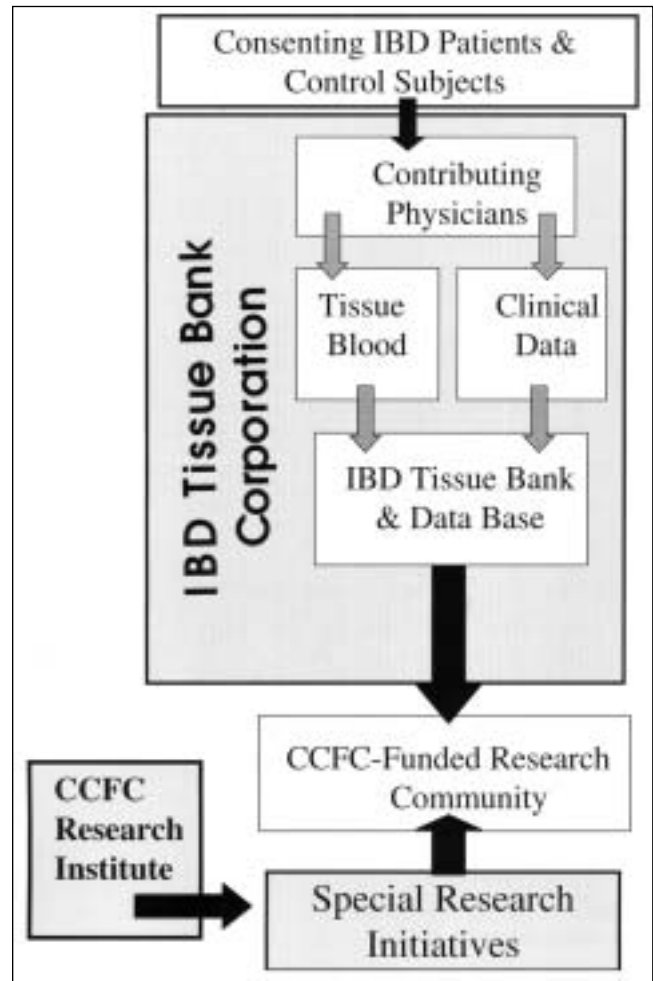 Consenting IBD Patients &
Control Subjects
IBD Tissue Bank
Corporation
Contributing
Physicians
Tissue
Blood
Clinical
Data
IBD Tissue Bank
& Data Base
CCFC-Funded Research
Community
CCFC
Research
Institute
Special Research
Initiatives